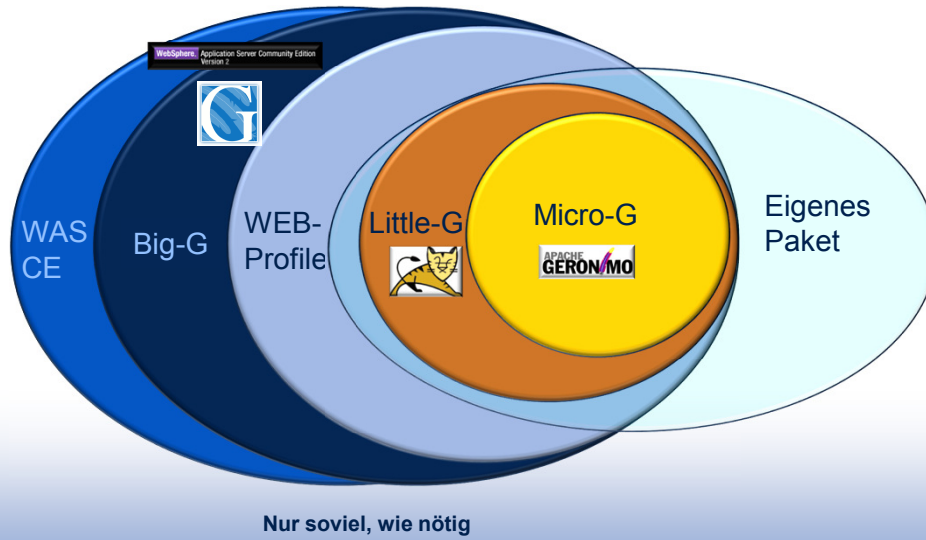 WebSphere. Application Server Community Edition
Version 2
G
WAS
CE
Big-G
WEB-
Profile
Little-G
Micro-G
APACHE
GERONIMO
Eigenes
Paket
Nur soviel, wie nötig